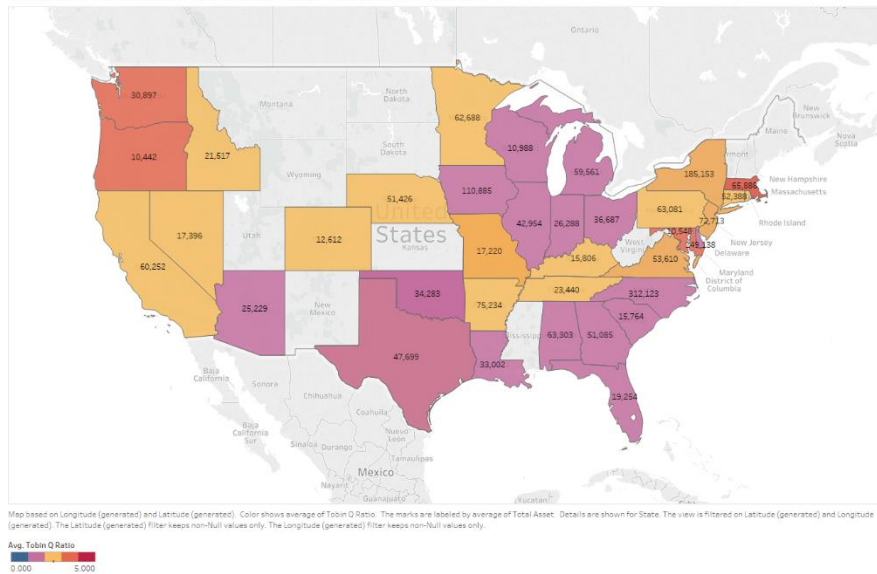 Ontario
New
Brunswick
Maine
Nova
Scotia
Montana
North
Dakota
South
Dakota
Wyoming
Utah
United
States
Kansas
New
Mexico
West
Virginia
Mississippi
New Hampshire
Massachusetts
Rhode Island
New Jersey
Delaware
Maryland
District of
Columbia
30,897
10,442
21,517
60,252
17,396
25,229
12,612
51,426
62,688
110,885
10,988
59,561
42,954
26,288
36,687
17,220
34,283
47,699
75,234
33,002
15,806
23,440
63,303
51,085
19,254
15,764
312,123
53,610
63,081
185,153
52,388
Baja
California
Sonora
Chihuahua
Coahuila
Baja
California
Sur
Sinaloa
Durango
Nuevo
León
Tamaulipas
Mexico
Nayarit
Guanajuato
Yucatan
Map based on Longitude (generated) and Latitude (generated). Color shows average of Tobin Q Ratio. The marks are labeled by average of Total Asset. Details are shown for State. The view is filtered on Latitude (generated) and Longitude
(generated). The Latitude (generated) filter keeps non-Null values only. The Longitude (generated) filter keeps non-Null values only.
Avg. Tobin Q Ratio
0.000
5.000